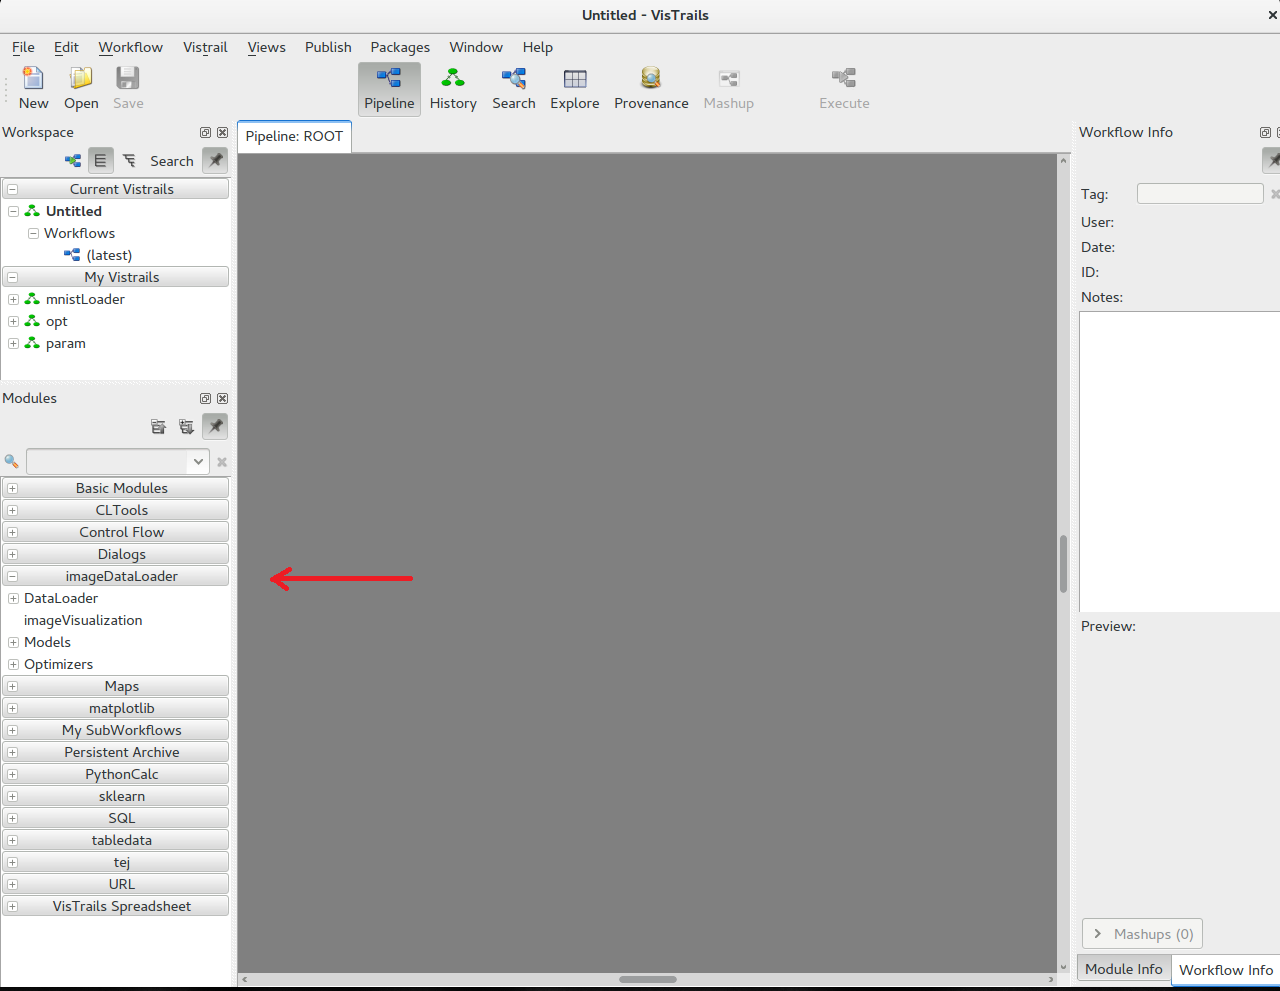 Untitled - VisTrails
File Edit Workflow Vistrail Views Publish Packages Window Help
New Open Save Pipeline History Search Explore Provenance Mashup Execute
Workspace
Search
Current Vistrails
Untitled
Workflows
(latest)
My Vistrails
mnistLoader
opt
param
Modules
Basic Modules
CLTools
Control Flow
Dialogs
imageDataLoader
DataLoader
imageVisualization
Models
Optimizers
Maps
matplotlib
My SubWorkflows
Persistent Archive
PythonCalc
sklearn
SQL
tabledata
tej
URL
VisTrails Spreadsheet
Pipeline: ROOT
Workflow Info
Tag:
User:
Date:
ID:
Notes:
Preview:
Mashups (0)
Module Info Workflow Info